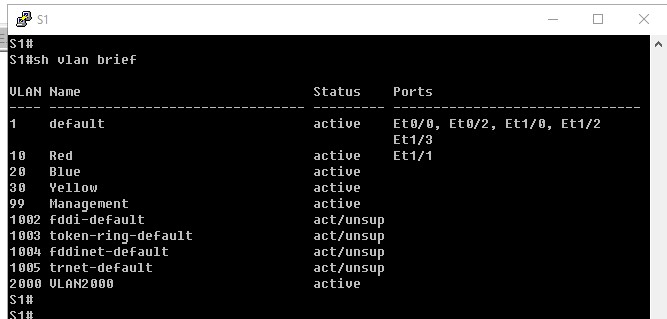 S1
S1#
S1#sh vlan brief
VLAN Name                             Status    Ports
---- -------------------------------- --------- -------------------------------
1    default                          active    Et0/0, Et0/2, Et1/0, Et1/2
                                                Et1/3
10   Red                              active    Et1/1
20   Blue                             active
30   Yellow                           active
99   Management                       active
1002 fddi-default                     act/unsup
1003 token-ring-default               act/unsup
1004 fddinet-default                  act/unsup
1005 trnet-default                    act/unsup
2000 VLAN2000                         active
S1#
S1#